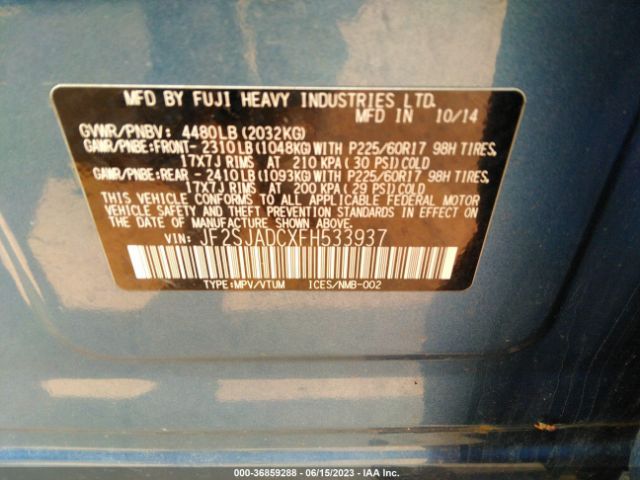 MFD BY FUJI HEAVY INDUSTRIES LTD.
MFD IN 10/14
GVWR/PNBV: 4480LB (2032KG)
GAWR/PNBE:FRONT- 2310LB (1048KG)WITH P225/60R17 98H TIRES,
17X7J RIMS AT 210 KPA ( 30 PSI)COLD
GAWR/PNBE:REAR - 2410LB (1093KG)WITH P225/60R17 98H TIRES,
17X7J RIMS AT 200 KPA ( 29 PSI)COLD
THIS VEHICLE CONFORMS TO ALL APPLICABLE FEDERAL MOTOR
VEHICLE SAFETY AND THEFT PREVENTION STANDARDS IN EFFECT
ON THE DATE OF MANUFACTURE SHOWN ABOVE.
VIN: JF2SJADCXFH533937
TYPE:MPV/VTUM ICES/NMB-002
000-36859288 - 06/15/2023 - IAA Inc.